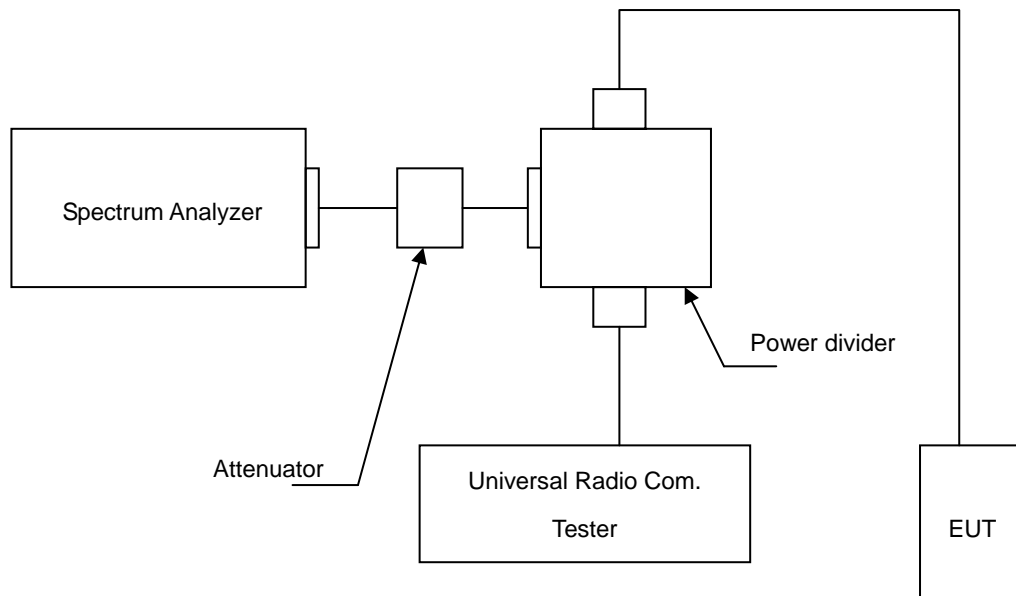 Spectrum Analyzer
Power divider
Attenuator
Universal Radio Com.
Tester
EUT